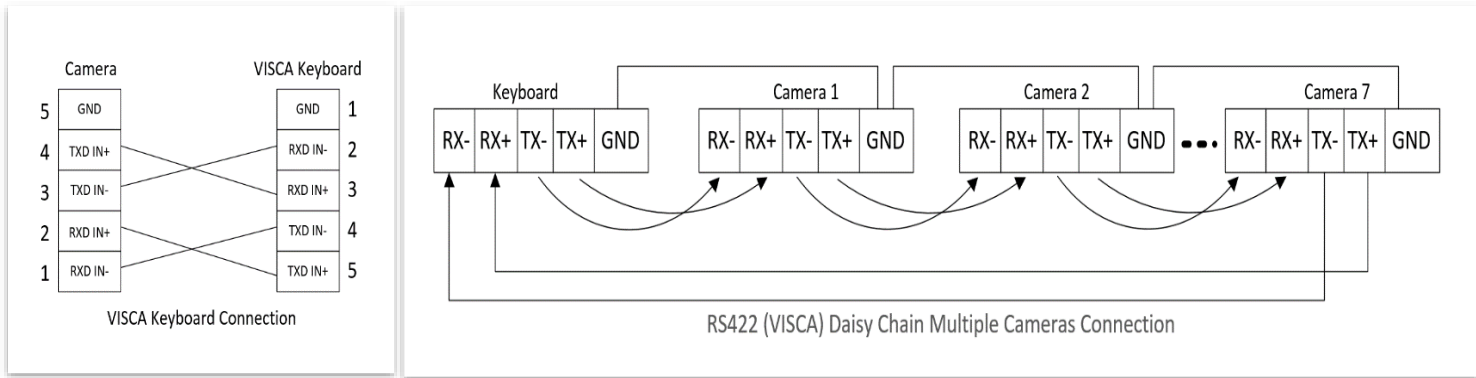 Camera VISCA Keyboard
5 GND GND 1
4 TXD IN+ RXD IN- 2
3 TXD IN- RXD IN+ 3
2 RXD IN+ TXD IN- 4
1 RXD IN- TXD IN+ 5
VISCA Keyboard Connection
Keyboard Camera 1 Camera 2 Camera 7
RX- RX+ TX- TX+ GND RX- RX+ TX- TX+ GND RX- RX+ TX- TX+ GND RX- RX+ TX- TX+ GND
RS422 (VISCA) Daisy Chain Multiple Cameras Connection